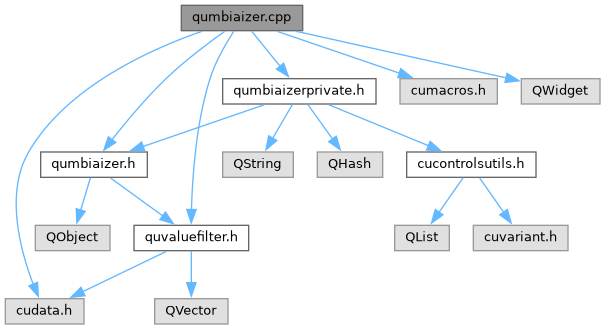 qumbiaizer.cpp
qumbiaizerprivate.h
cumacros.h
QWidget
qumbiaizer.h
QString
QHash
cucontrolsutils.h
QObject
quvaluefilter.h
QList
cuvariant.h
cudata.h
QVector